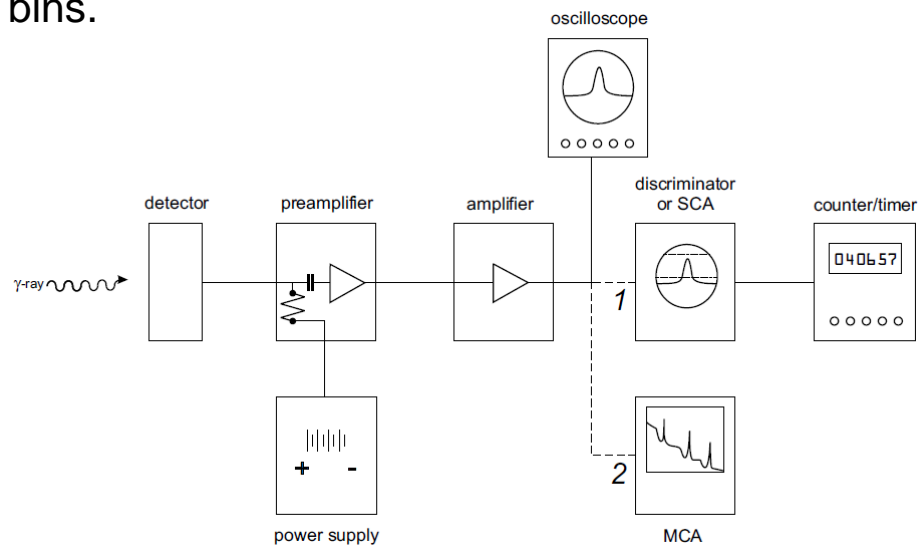 bins.
oscilloscope
detector
preamplifier
amplifier
discriminator
or SCA
counter/timer
γ-ray
040657
1
+ -
2
power supply
MCA